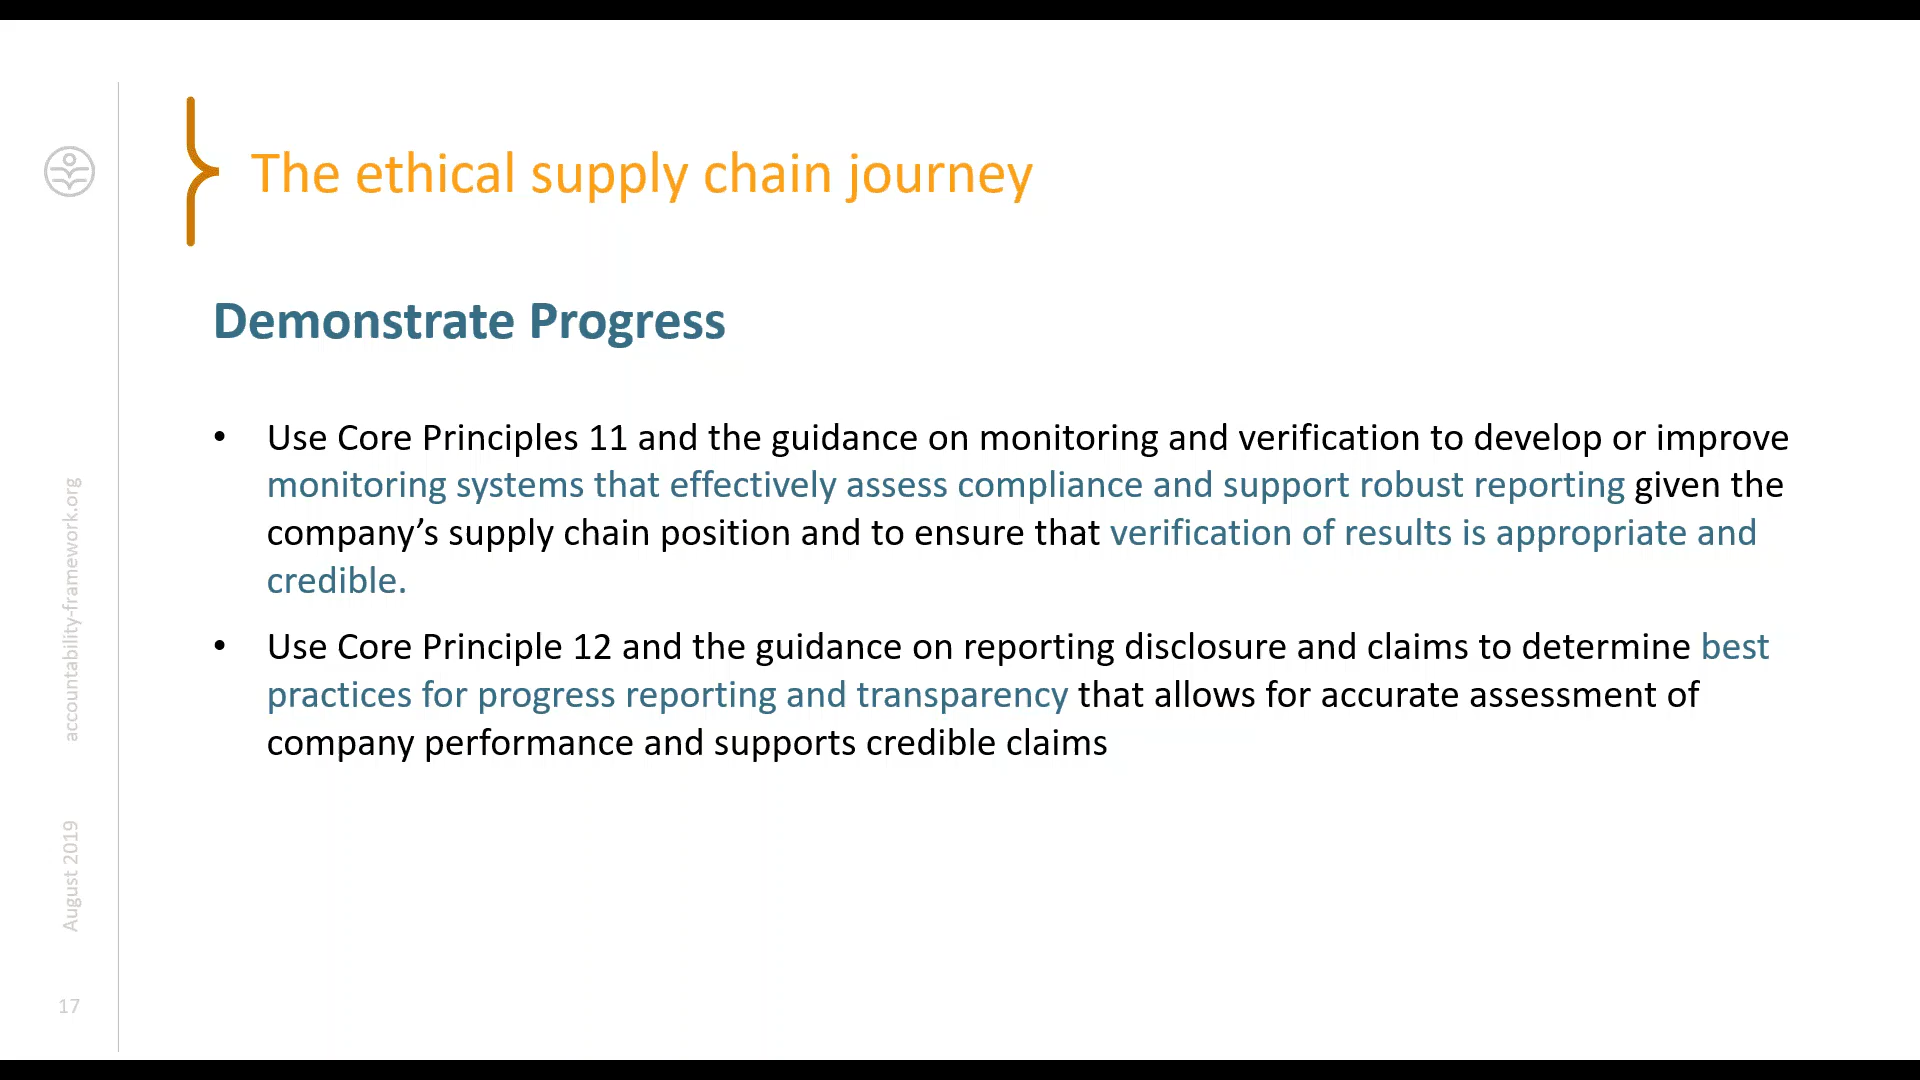 The ethical supply chain journey
Demonstrate Progress
• Use Core Principles 11 and the guidance on monitoring and verification to develop or improve
monitoring systems that effectively assess compliance and support robust reporting given the
company’s supply chain position and to ensure that verification of results is appropriate and
credible.
• Use Core Principle 12 and the guidance on reporting disclosure and claims to determine best
practices for progress reporting and transparency that allows for accurate assessment of
company performance and supports credible claims
accountability-framework.org
August 2019
17